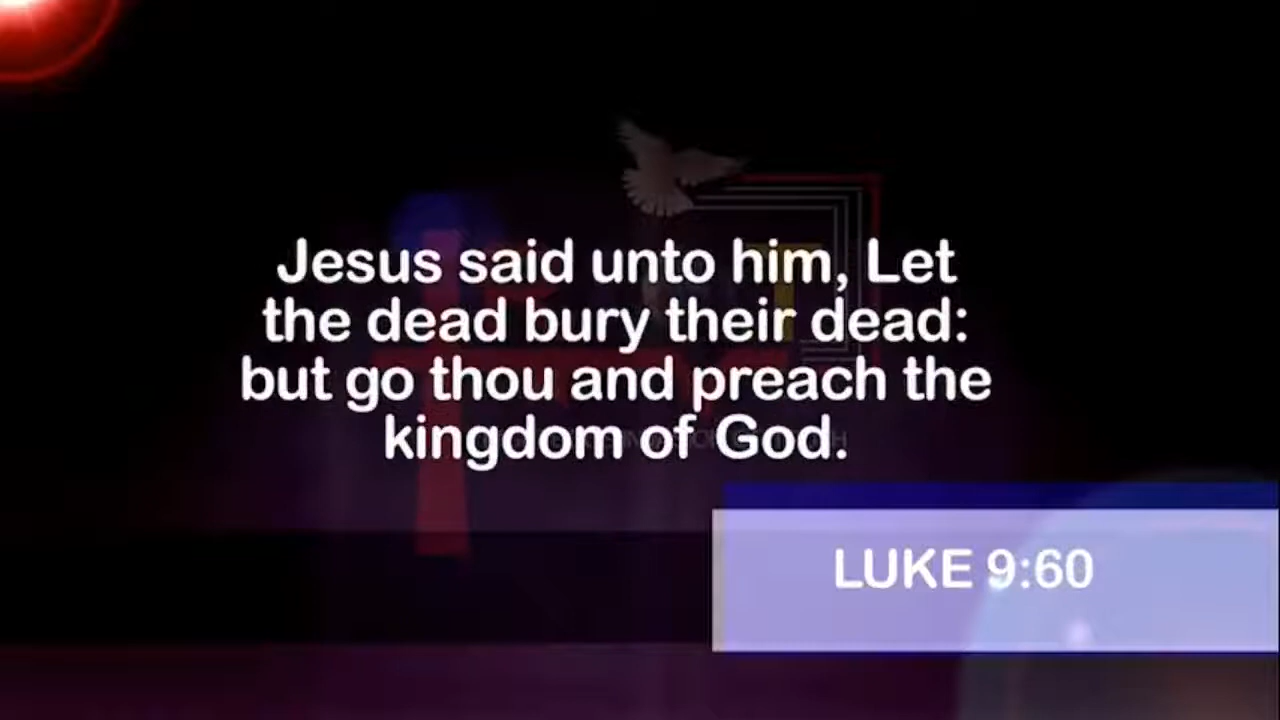 Jesus said unto him, Let
the dead bury their dead:
but go thou and preach the
kingdom of God.
LUKE 9:60